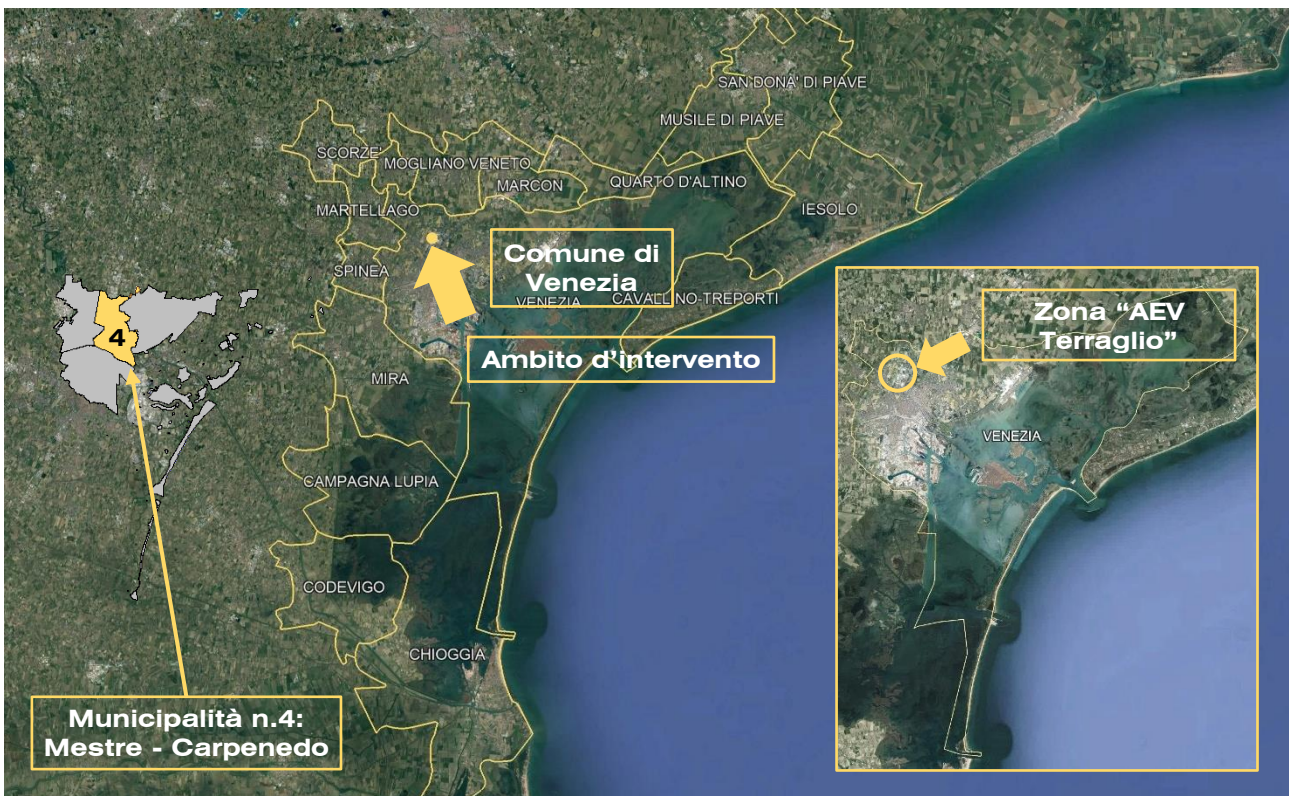 SAN DONA' DI PIAVE
MUSILE DI PIAVE
SCORZE'
MOGLIANO VENETO
MARCON
QUARTO D'ALTINO
MARTELLAGO
IESOLO
SPINEA
Comune di
Venezia
VENEZIA
CAVALLINO-TREPORTI
Ambito d'intervento
MIRA
CAMPAGNA LUPIA
CODEVIGO
CHIOGGIA
4
Municipalità n.4:
Mestre - Carpenedo
Zona “AEV
Terraglio”
VENEZIA